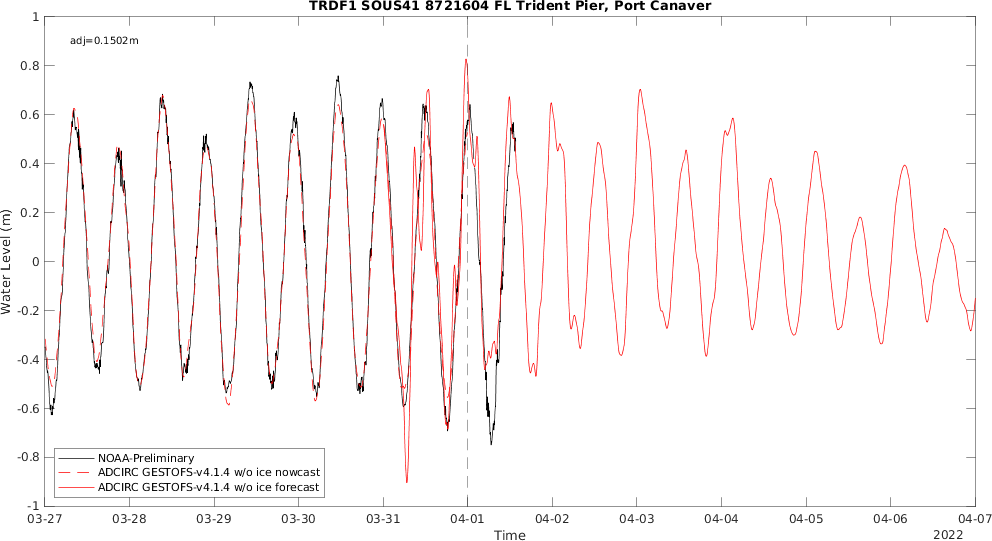 TRDF1 SOUS41 8721604 FL Trident Pier, Port Canaver
adj=0.1502m
1
0.8
0.6
0.4
0.2
0
-0.2
-0.4
-0.6
-0.8
-1
Water Level (m)
NOAA-Preliminary
ADCIRC GESTOFS-v4.1.4 w/o ice nowcast
ADCIRC GESTOFS-v4.1.4 w/o ice forecast
03-27 03-28 03-29 03-30 03-31 04-01 04-02 04-03 04-04 04-05 04-06 04-07
Time
2022